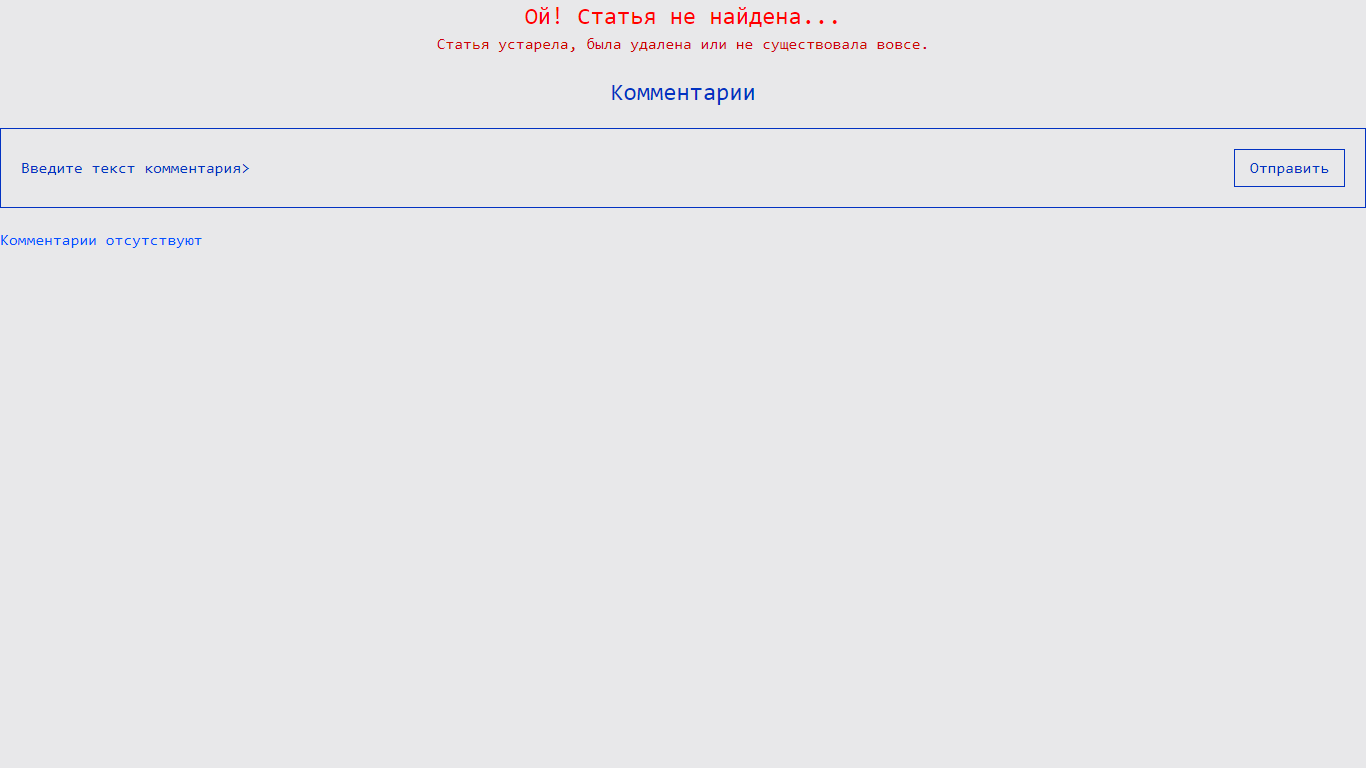 Ой! Статья не найдена...
Статья устарела, была удалена или не существовала вовсе.
Комментарии
Введите текст комментария>
Отправить
Комментарии отсутствуют